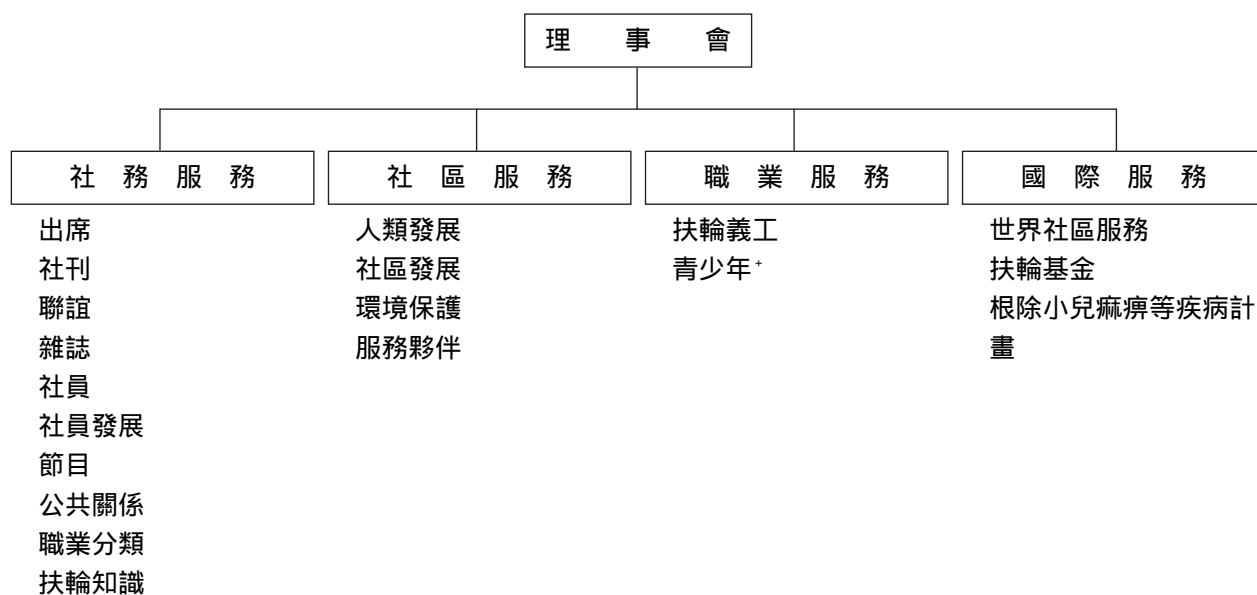 理事會
社務服務
出席
社刊
聯誼
雜誌
社員
社員發展
節目
公共關係
職業分類
扶輪知識
社區服務
人類發展
社區發展
環境保護
服務夥伴
職業服務
扶輪義工
青少年+
國際服務
世界社區服務
扶輪基金
根除小兒痲痹等疾病計
畫